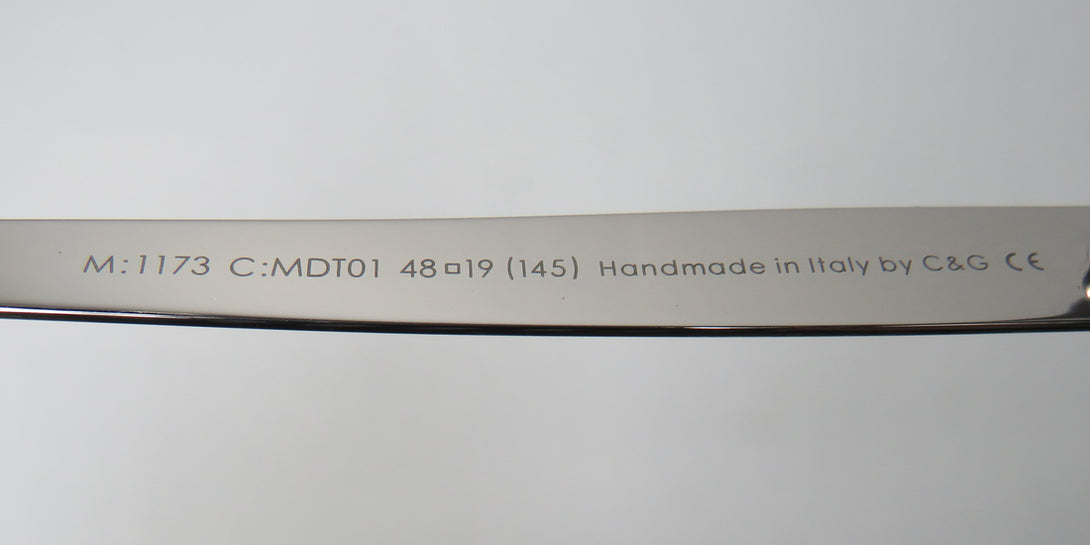 M:1173 C:MDT01 48□19 (145) Handmade in Italy by C&G CE